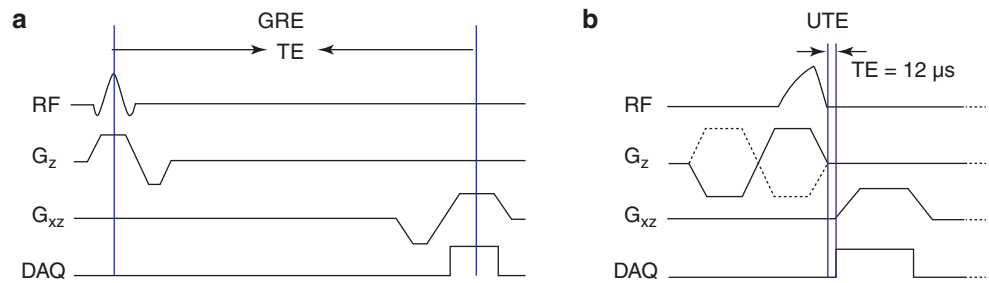 a
GRE
TE
RF
Gz
Gxz
DAQ
b
UTE
TE = 12 µs
RF
Gz
Gxz
DAQ